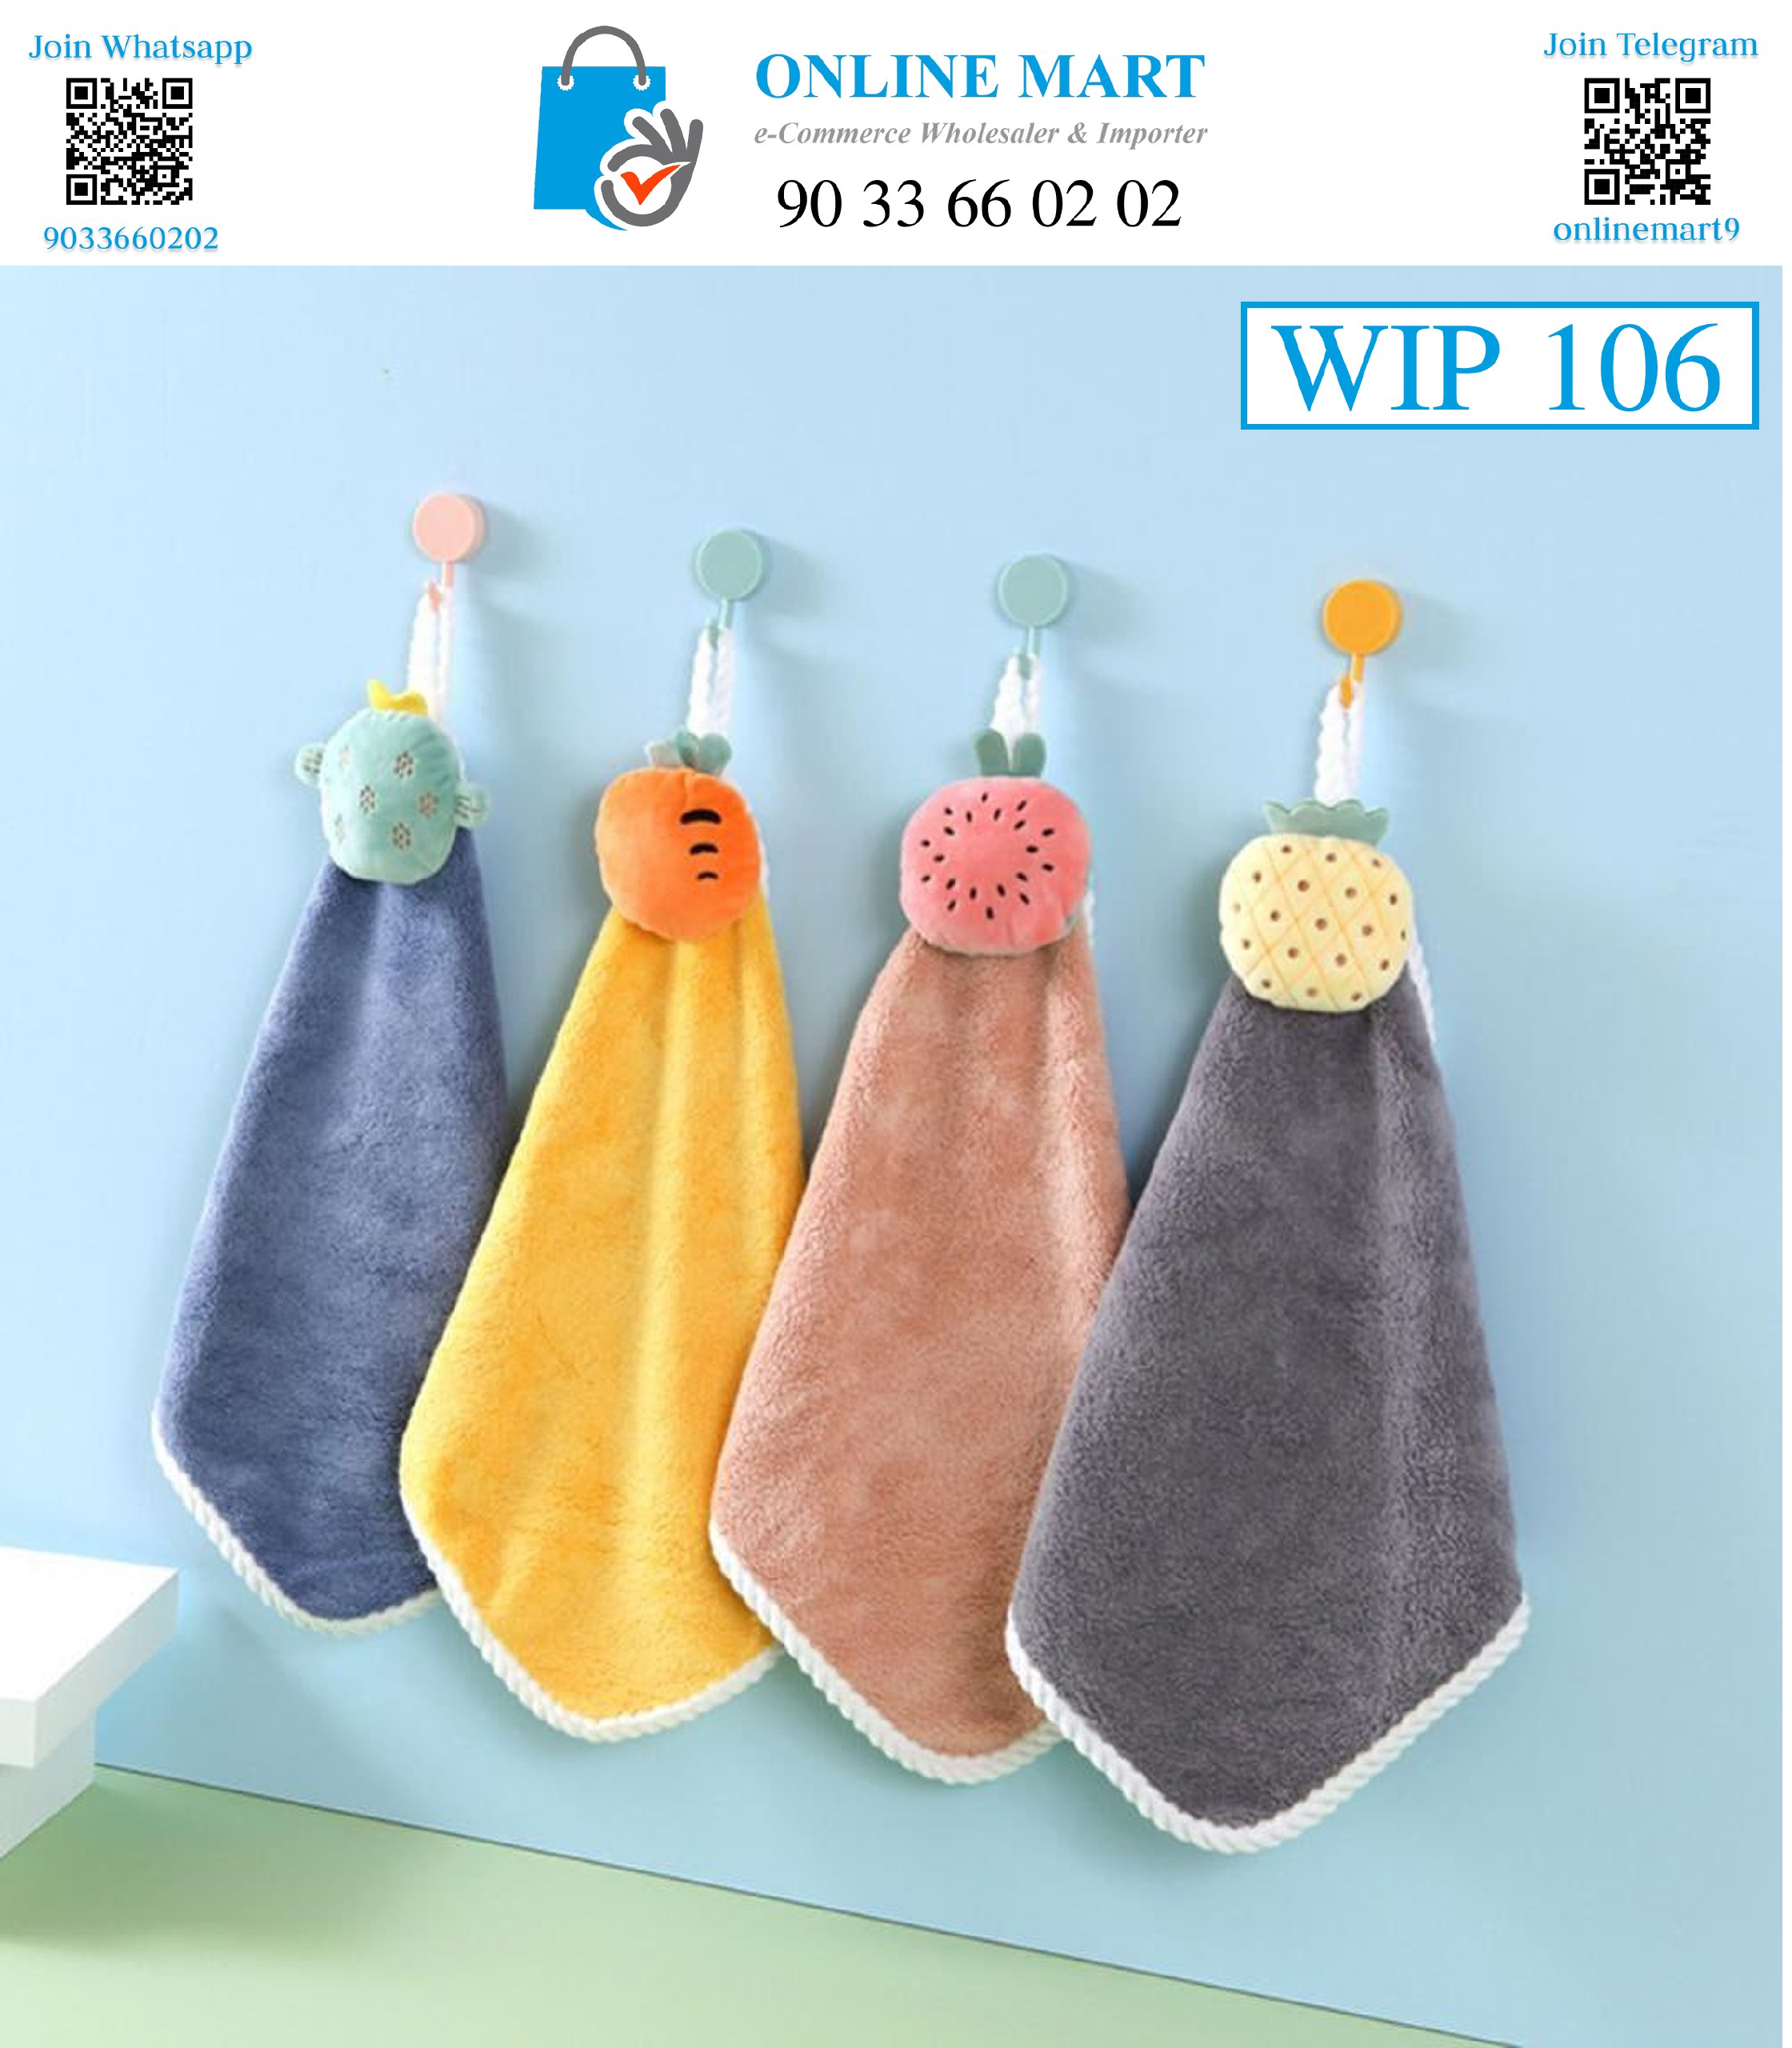 Join Whatsapp
9033660202
ONLINE MART
e-Commerce Wholesaler & Importer
90 33 66 02 02
Join Telegram
onlinemart9
WIP 106